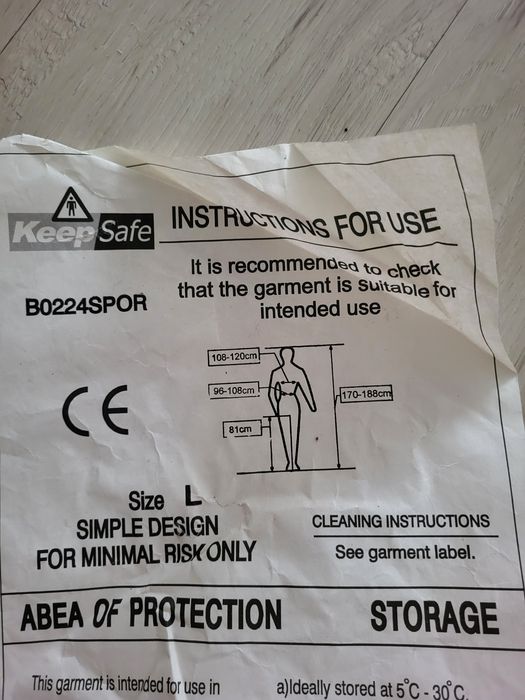 KeepSafe
INSTRUCTIONS FOR USE
B0224SPOR
It is recommended to check
that the garment is suitable for
intended use
CE
108-120cm
96-108cm
81cm
170-188cm
Size L
SIMPLE DESIGN
FOR MINIMAL RISK ONLY
CLEANING INSTRUCTIONS
See garment label.
ABEA OF PROTECTION
STORAGE
This garment is intended for use in
a)Ideally stored at 5°C - 30°C.